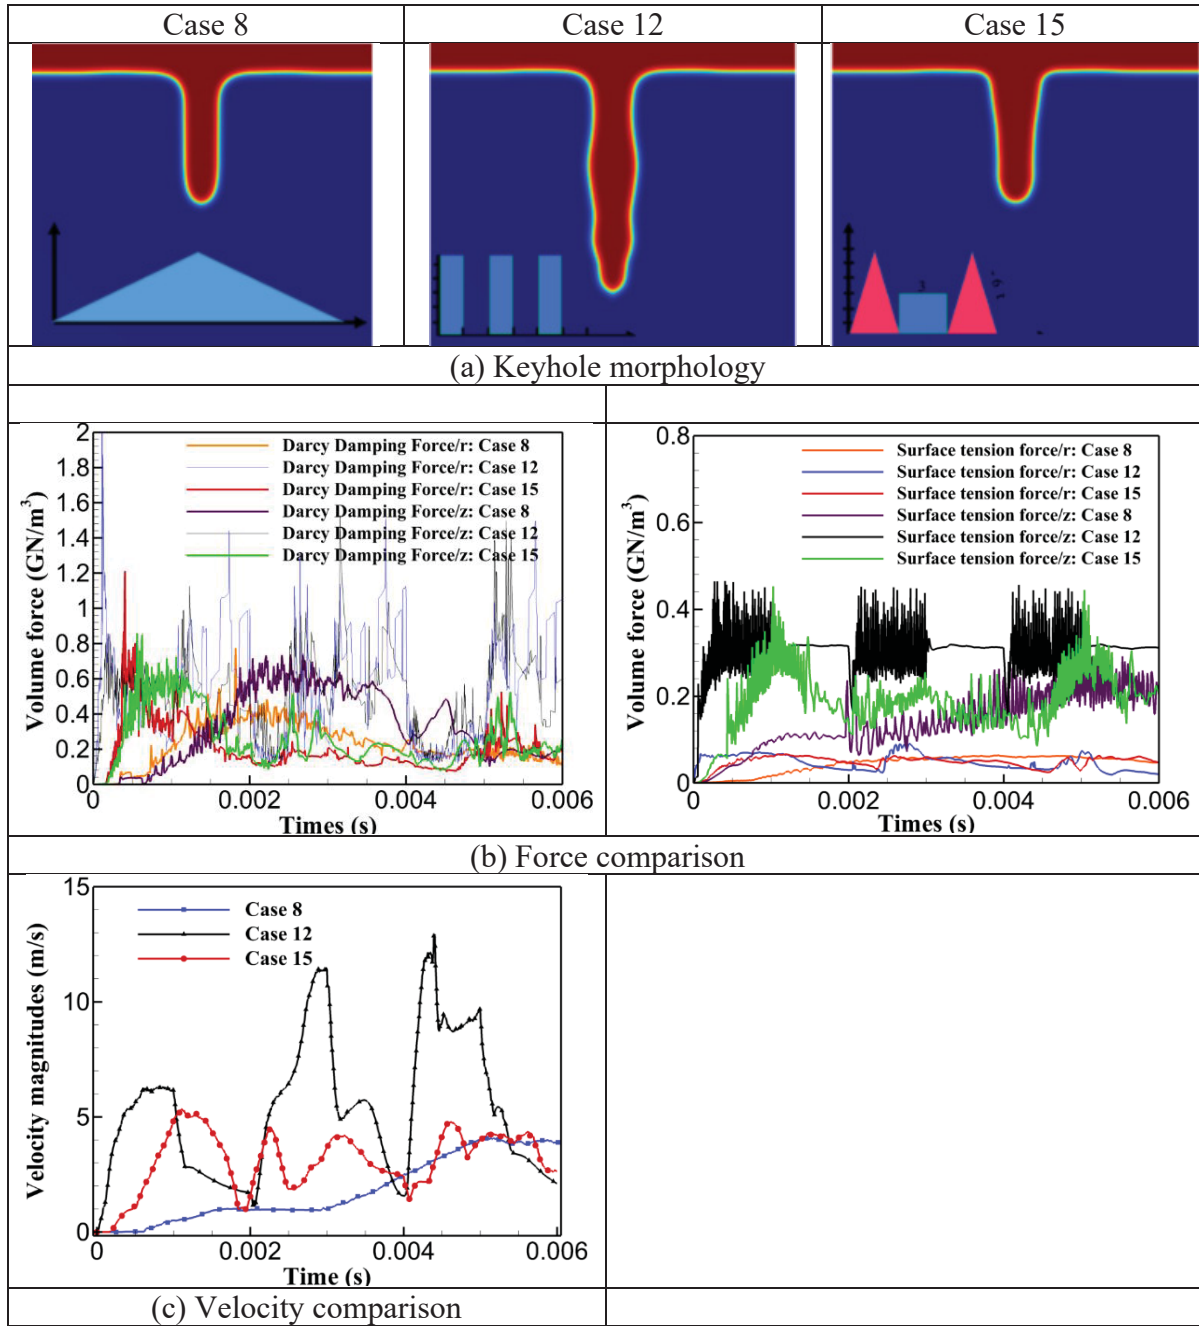 Case 8
Case 12
Case 15
3
(a) Keyhole morphology
2
1.8
1.6
1.4
1.2
1
0.8
0.6
0.4
0.2
0
Volume force (GN/m³)
Darcy Damping Force/r: Case 8
Darcy Damping Force/r: Case 12
Darcy Damping Force/r: Case 15
Darcy Damping Force/z: Case 8
Darcy Damping Force/z: Case 12
Darcy Damping Force/z: Case 15
0
0.002
0.004
0.006
Times (s)
0.8
0.6
0.4
0.2
0
Volume force (GN/m³)
Surface tension force/r: Case 8
Surface tension force/r: Case 12
Surface tension force/r: Case 15
Surface tension force/z: Case 8
Surface tension force/z: Case 12
Surface tension force/z: Case 15
0
0.002
0.004
0.006
Times (s)
(b) Force comparison
15
10
5
0
Velocity magnitudes (m/s)
Case 8
Case 12
Case 15
0
0.002
0.004
0.006
Time (s)
(c) Velocity comparison